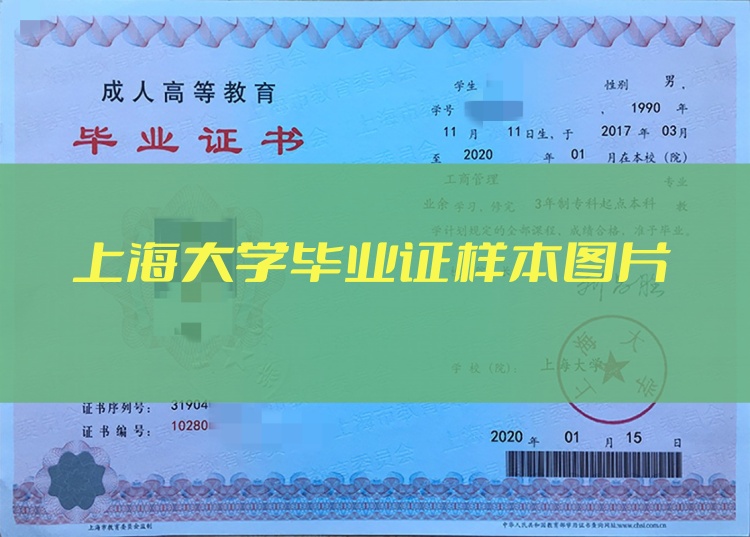 成人高等教育
毕业证书
学生 性别 男,
学号 , 1990 年
11 月 11日生、于 2017 年 03月
至 2020 年 01 月在本校(院)
工商管理 专业
业余 学习,修完 3年制专科起点本科 教
学计划规定的全部课程,成绩合格,准予毕业。
上海大学毕业证样本图片
学 校(院): 上海大学
上海大学
证书序列号: 31904
证书编号: 10280
2020 年 01 月 15 日
上海市教育委员会监制
中华人民共和国教育部学历证书查询网址:www.chsi.com.cn